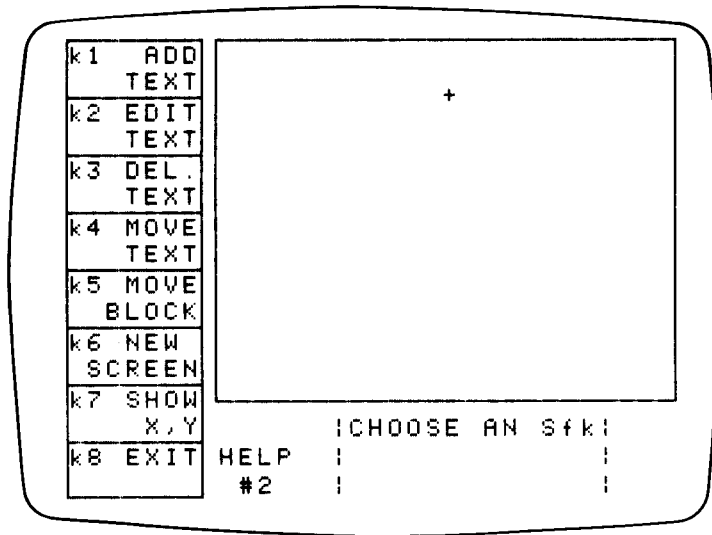 k1 ADD
TEXT
k2 EDIT
TEXT
k3 DEL.
TEXT
k4 MOVE
TEXT
k5 MOVE
BLOCK
k6 NEW
SCREEN
k7 SHOW
X,Y
k8 EXIT
+
CHOOSE AN Sfk
HELP
#2